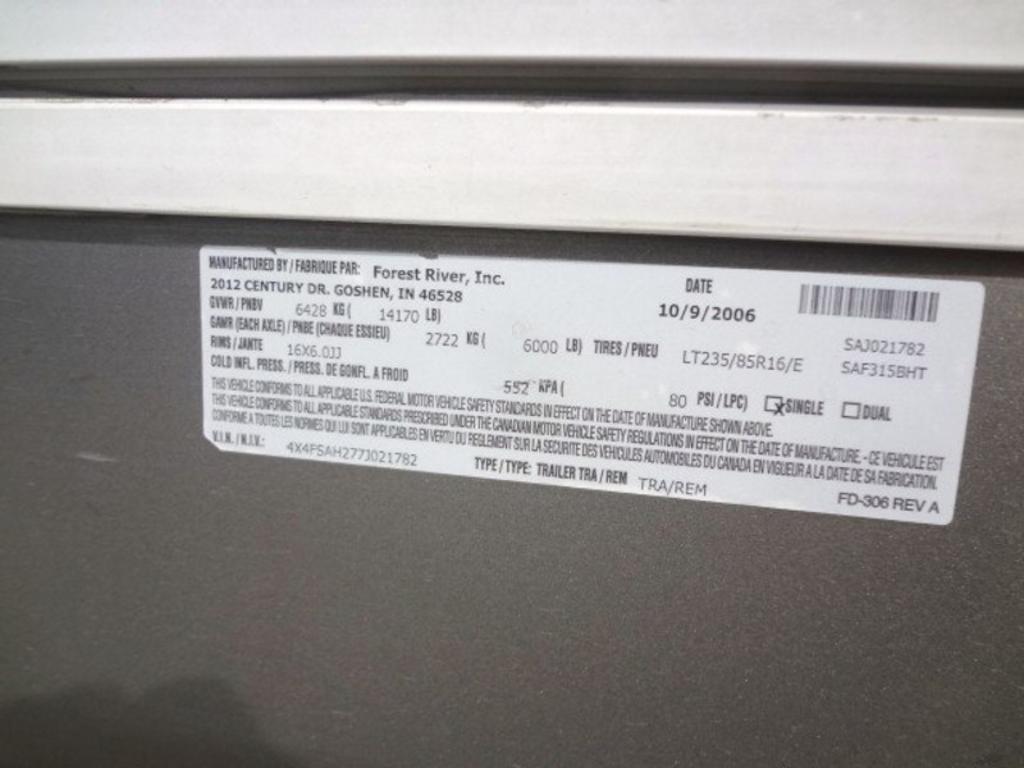 MANUFACTURED BY / FABRIQUE PAR: Forest River, Inc. DATE
2012 CENTURY DR. GOSHEN, IN 46528 10/9/2006
GVWR / PNBV 6428 KG ( 14170 LB) SAJ021782
GAWR (EACH AXLE) / PNBE (CHAQUE ESSIEU) 2722 KG ( 6000 LB) TIRES / PNEU LT235/85R16/E SAF315BHT
RIMS / JANTE 16X6.0JJ
COLD INFL. PRESS. / PRESS. DE GONFL. A FROID 552 KPA ( 80 PSI / LPC) SINGLE DUAL
THIS VEHICLE CONFORMS TO ALL APPLICABLE U.S. FEDERAL MOTOR VEHICLE SAFETY STANDARDS IN EFFECT ON THE DATE OF MANUFACTURE SHOWN ABOVE.
THIS VEHICLE CONFORMS TO ALL APPLICABLE STANDARDS PRESCRIBED UNDER THE CANADIAN MOTOR VEHICLE SAFETY REGULATIONS IN EFFECT ON THE DATE OF MANUFACTURE. - CE VEHICULE EST
CONFORME A TOUTES LES NORMES QUI LUI SONT APPLICABLES EN VERTU DU REGLEMENT SUR LA SECURITE DES VEHICULES AUTOMOBILES DU CANADA EN VIGUEUR A LA DATE DE SA FABRICATION.
V.I.N. / N.I.V.: 4X4FSAH277J021782 TYPE / TYPE: TRAILER TRA / REM TRA/REM FD-306 REV A